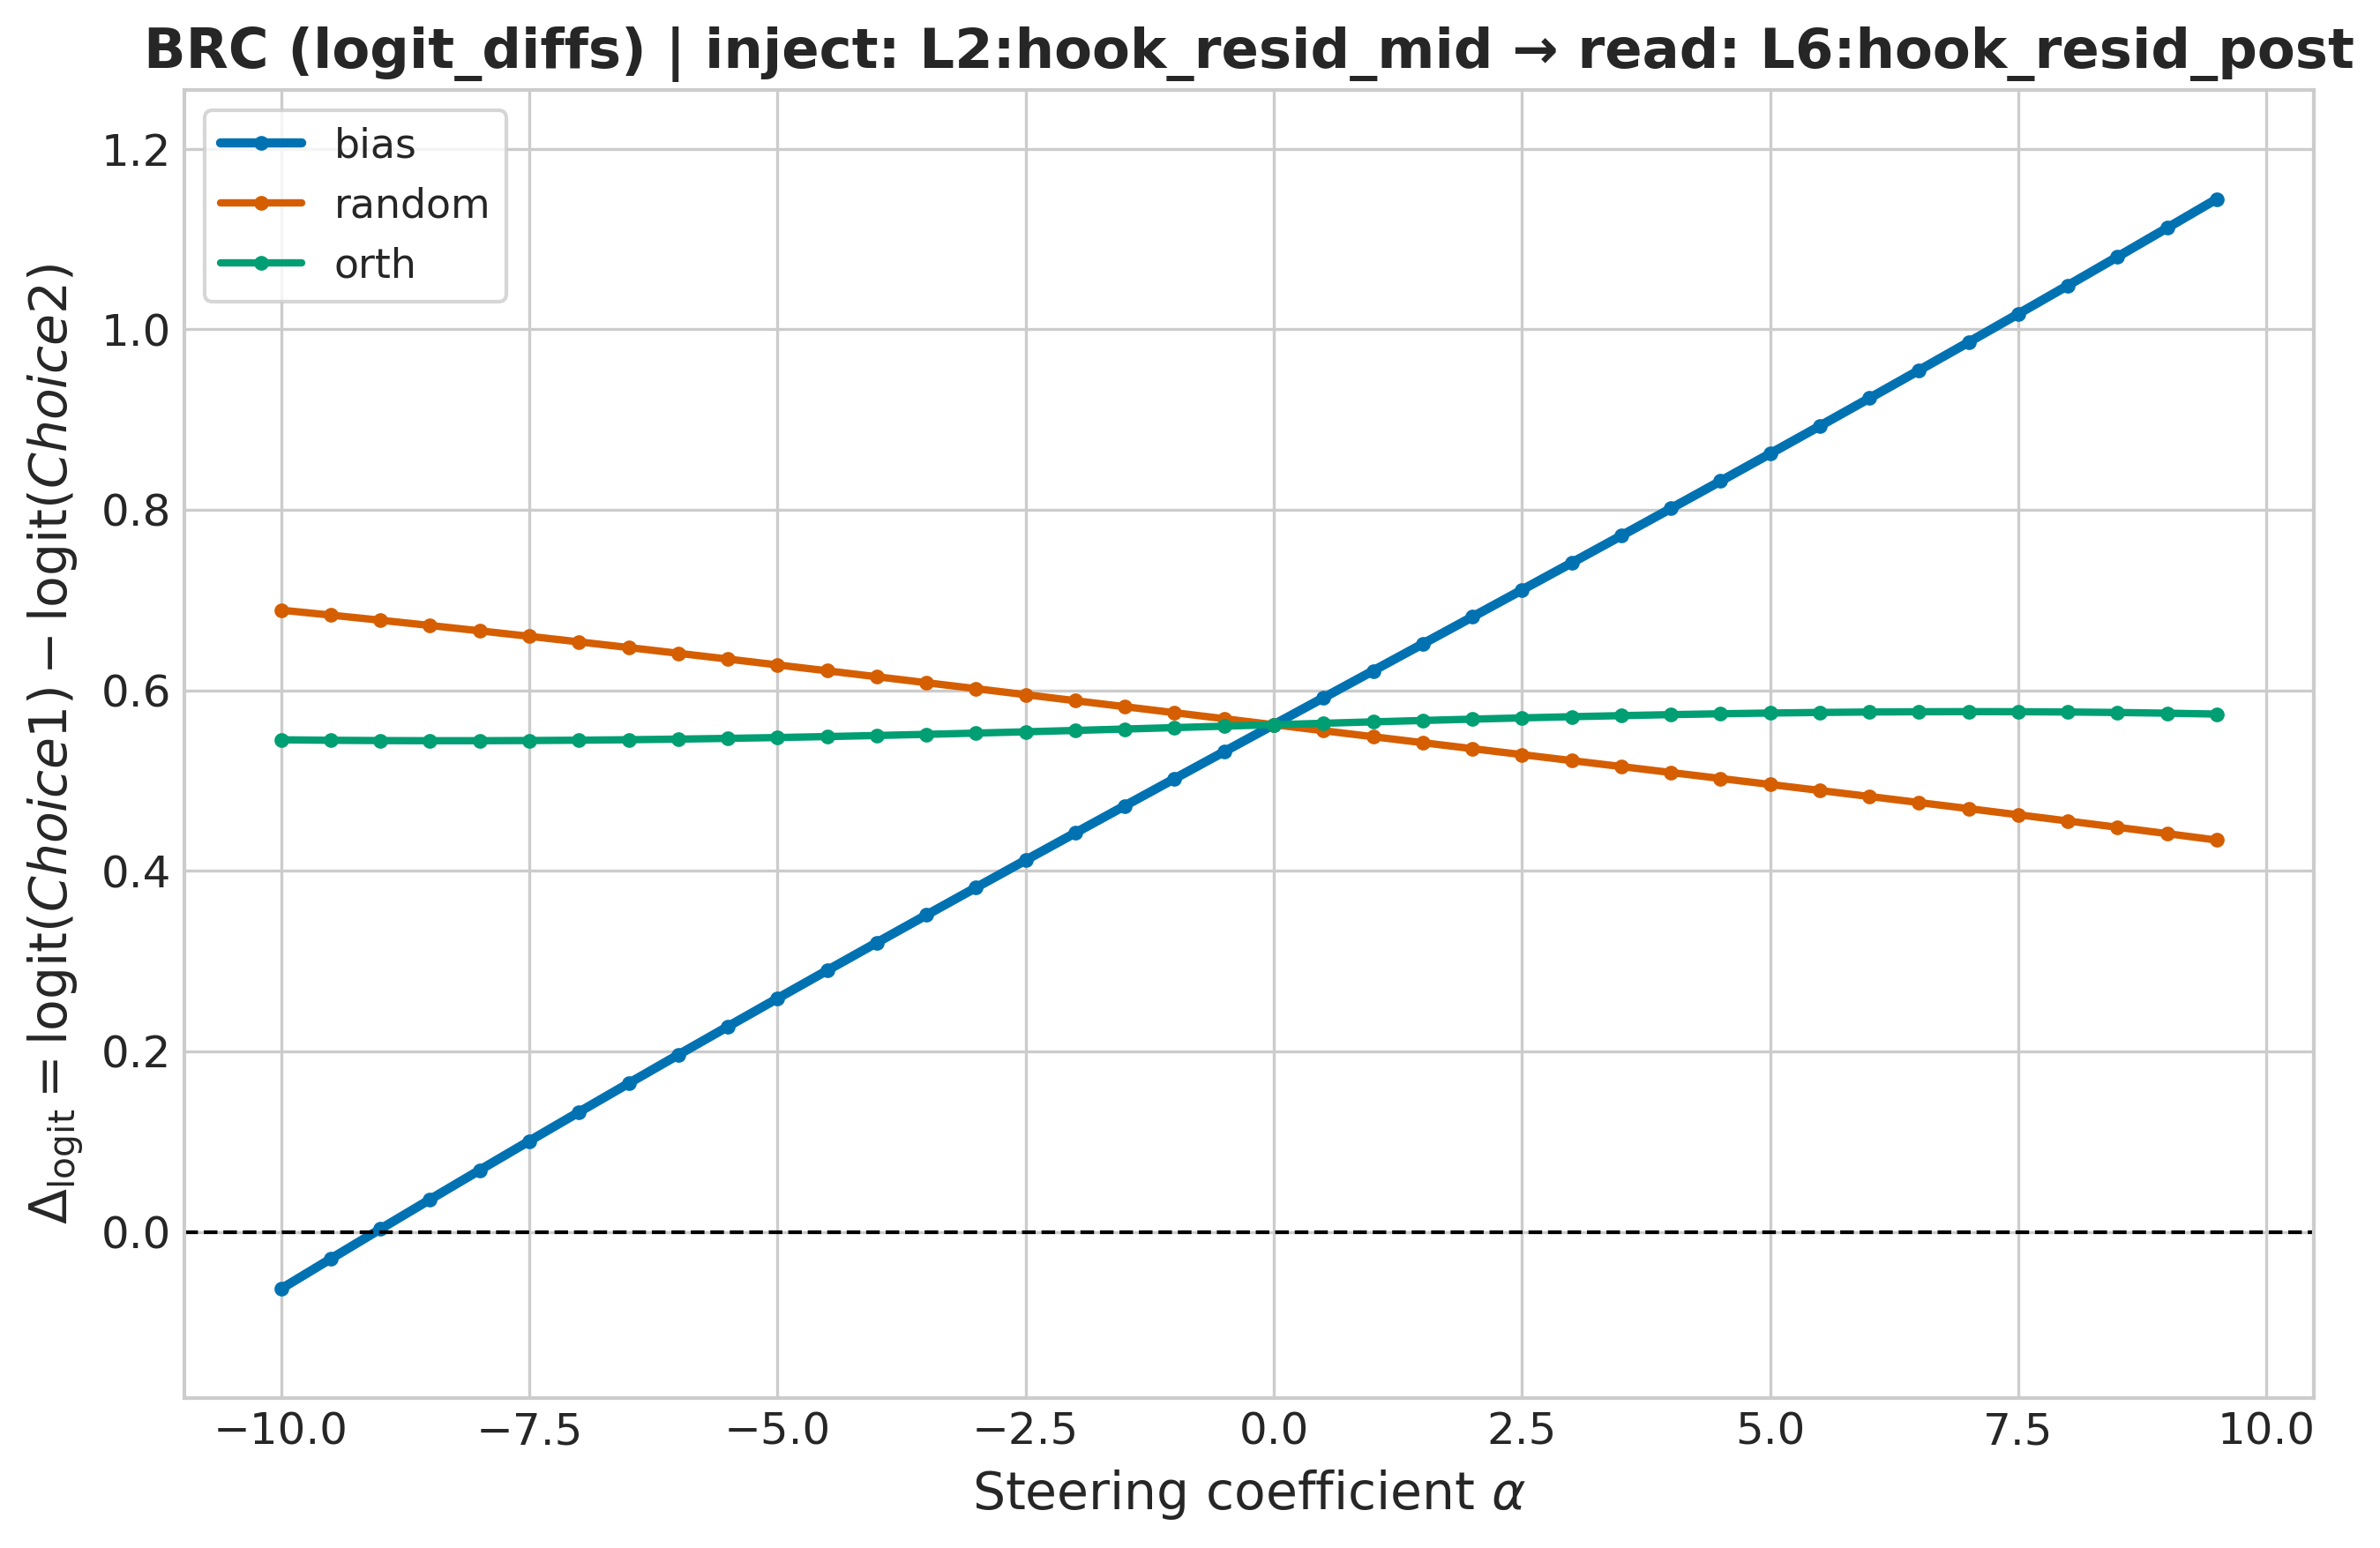 BRC (logit_diffs) | inject: L2:hook_resid_mid → read: L6:hook_resid_post
bias
random
orth
Δlogit = logit(Choice1) − logit(Choice2)
1.2
1.0
0.8
0.6
0.4
0.2
0.0
−10.0 −7.5 −5.0 −2.5 0.0 2.5 5.0 7.5 10.0
Steering coefficient α